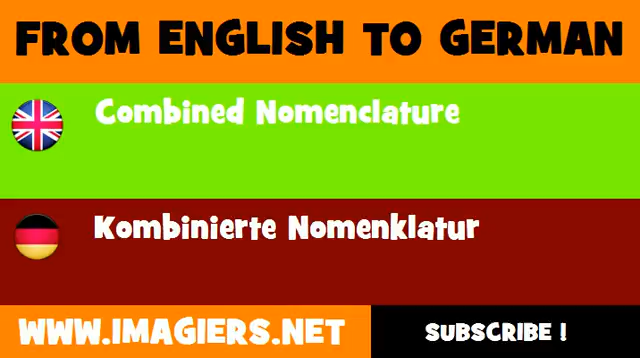 FROM ENGLISH TO GERMAN
Combined Nomenclature
Kombinierte Nomenklatur
WWW.IMAGIERS.NET
SUBSCRIBE !